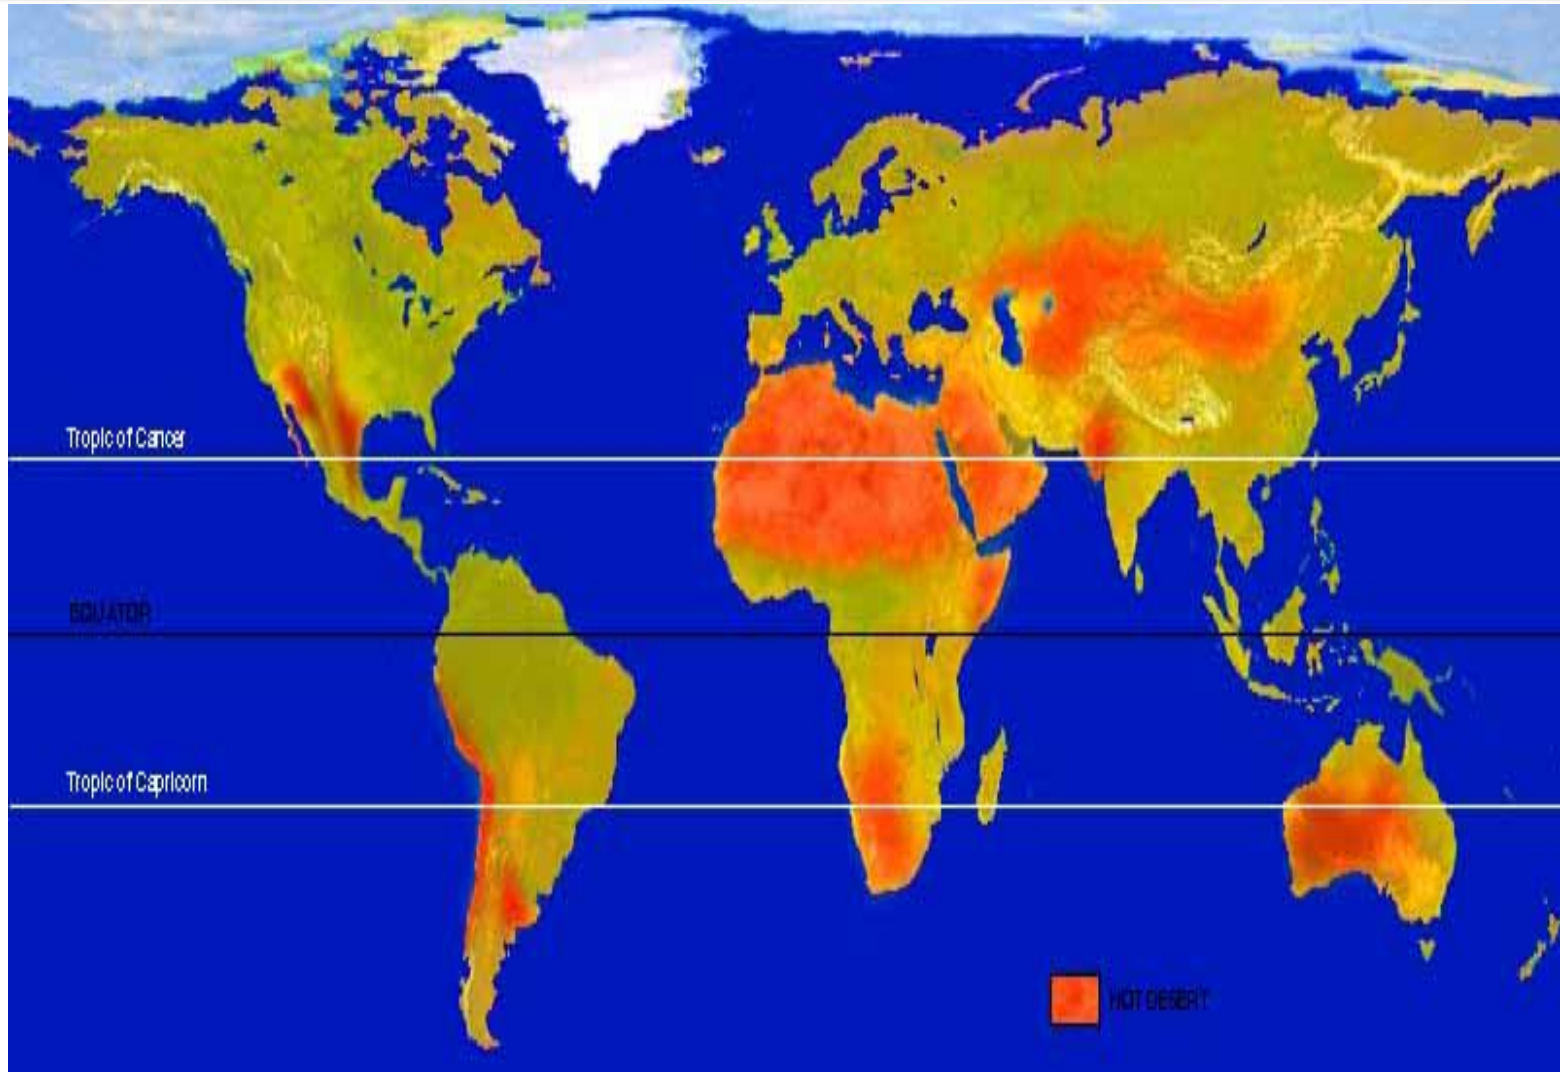 Tropic of Cancer
EQUATOR
Tropic of Capricorn
HOT DESERT